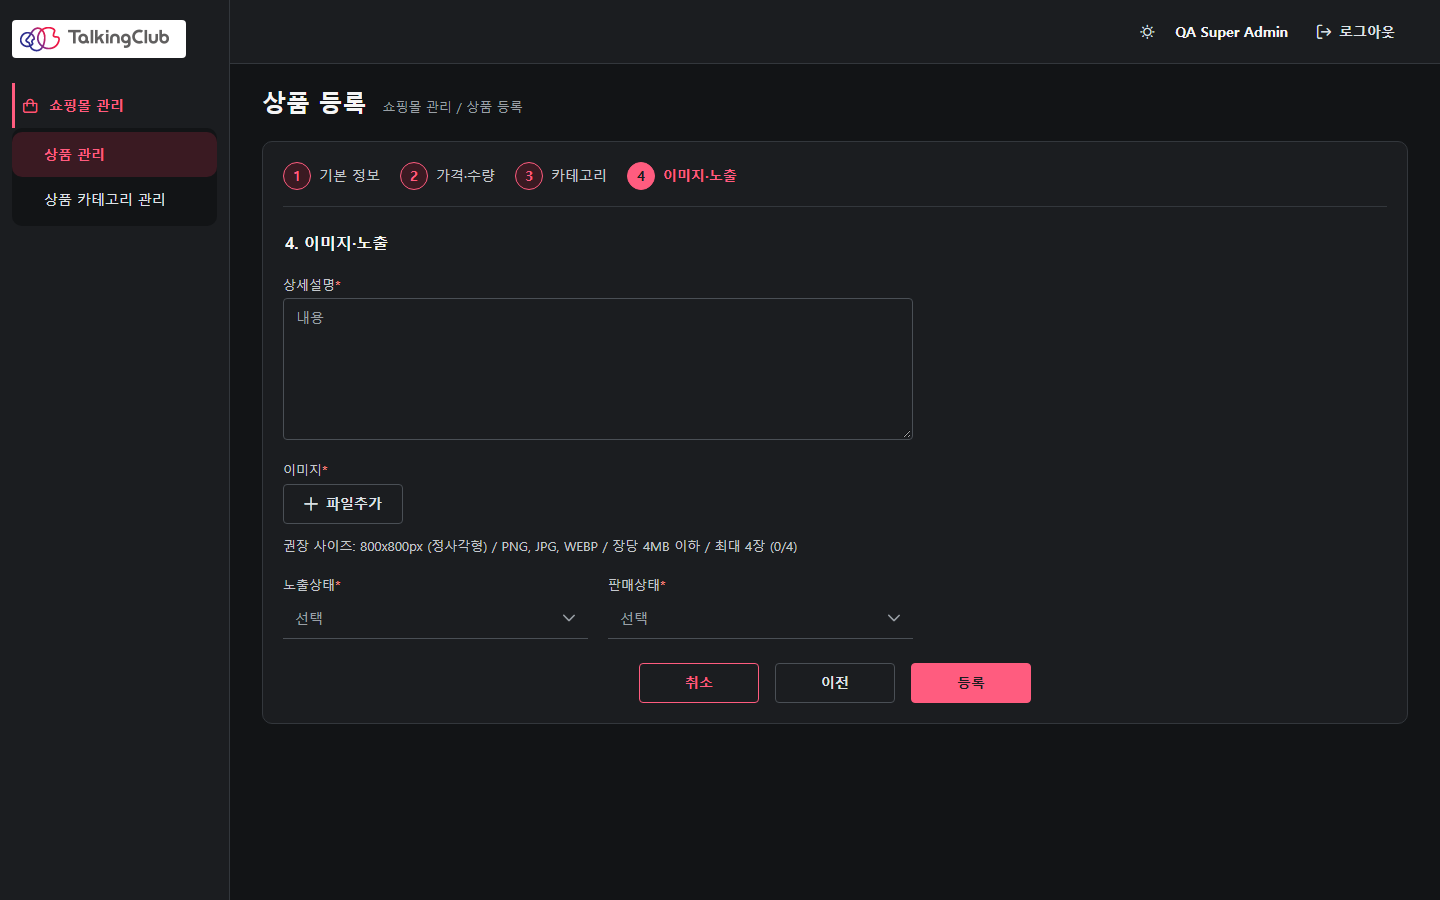 TalkingClub
QA Super Admin
로그아웃
쇼핑몰 관리
상품 관리
상품 카테고리 관리
상품 등록
쇼핑몰 관리 / 상품 등록
1 기본 정보 2 가격·수량 3 카테고리 4 이미지·노출
4. 이미지·노출
상세설명*
내용
이미지*
파일추가
권장 사이즈: 800x800px (정사각형) / PNG, JPG, WEBP / 장당 4MB 이하 / 최대 4장 (0/4)
노출상태* 판매상태*
선택 선택
취소 이전 등록